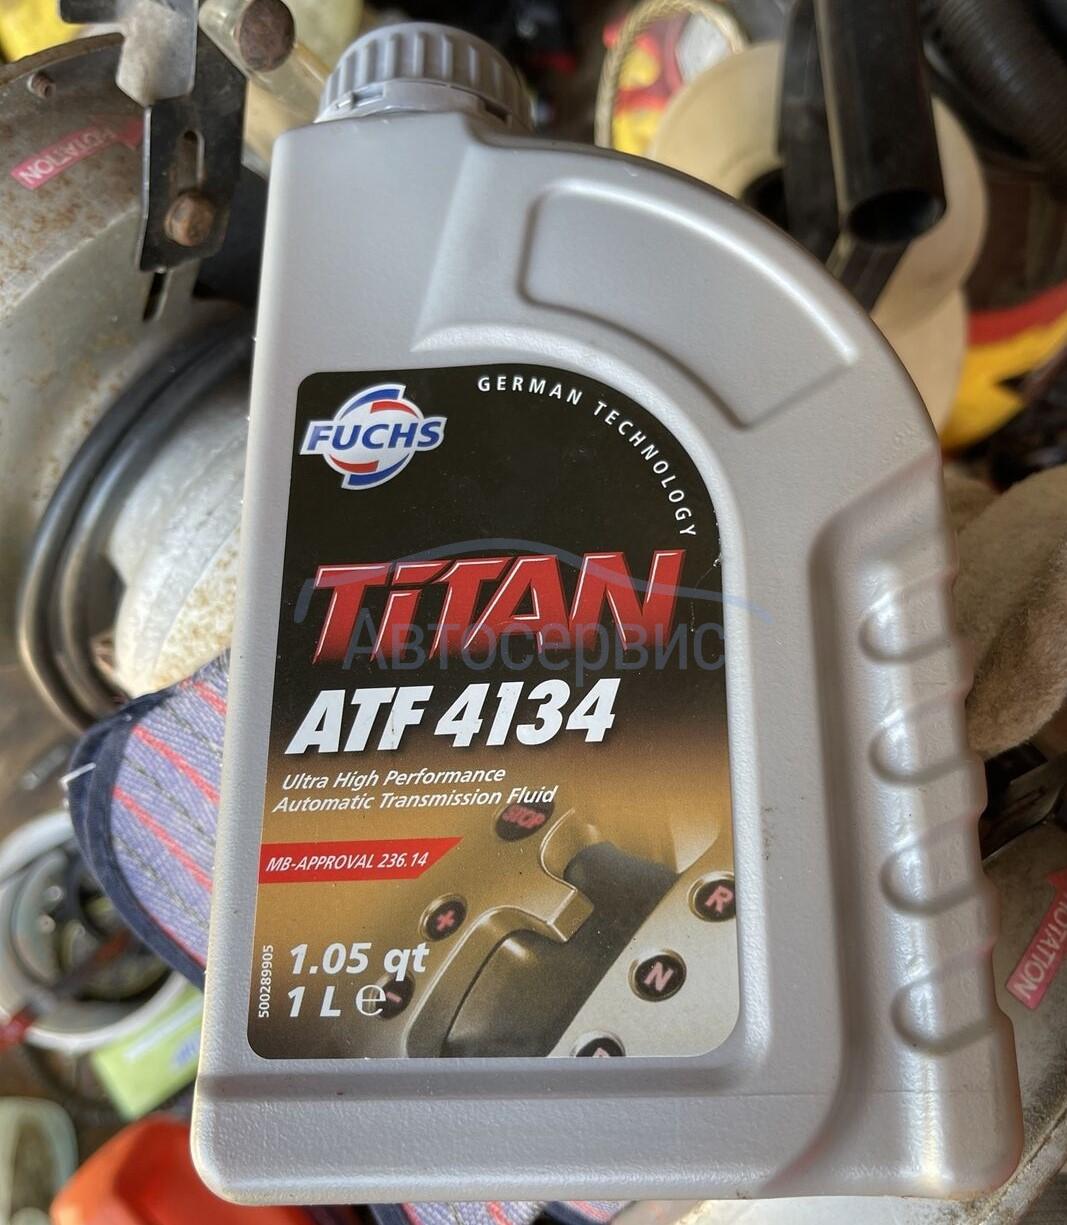 ROTATION
FUCHS
GERMAN TECHNOLOGY
TiTAN
Автосервис
ATF 4134
Ultra High Performance
Automatic Transmission Fluid
STOP
MB-APPROVAL 236.14
R
+
N
500289905
1.05 qt
1 L e
-
ROTATION